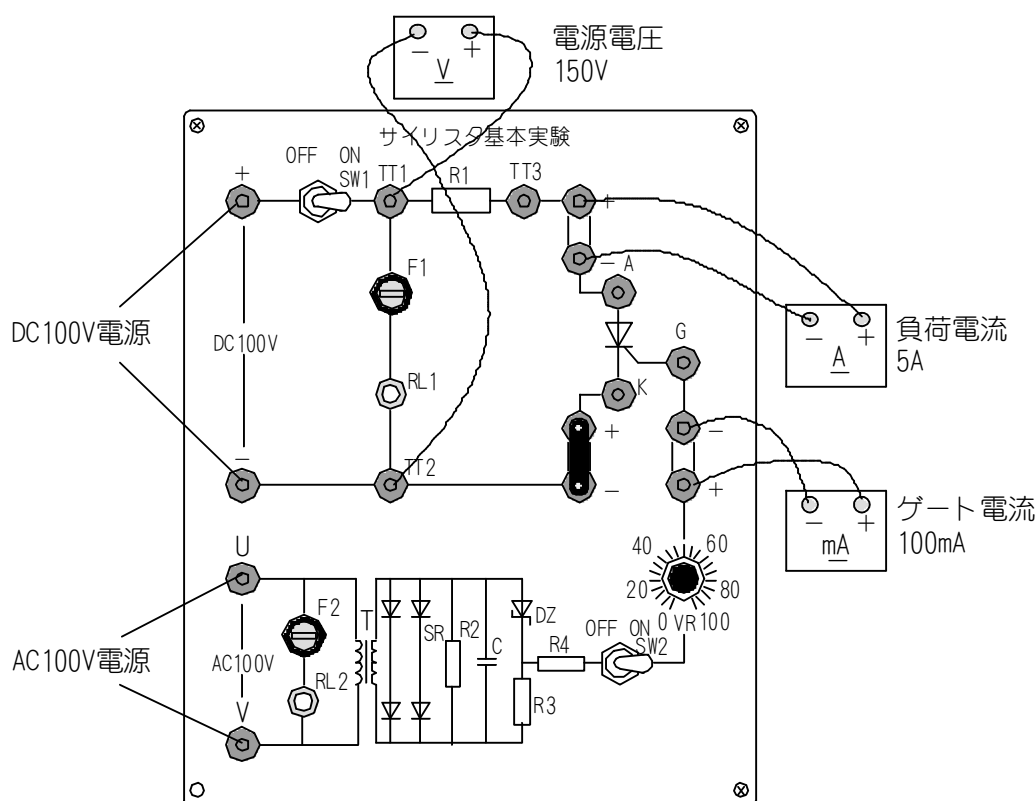 電源電圧
150V
- +
V
サイリスタ基本実験
OFF ON
SW1
+
TT1
R1
TT3
+
- A
F1
DC100V電源
DC100V
G
負荷電流
5A
- +
A
RL1
K
+
-
-
TT2
-
+
ゲート電流
100mA
- +
mA
U
40 60
20 80
0 VR 100
F2
T
DZ
SR
R2
C
OFF ON
SW2
R4
AC100V電源
AC100V
RL2
R3
V